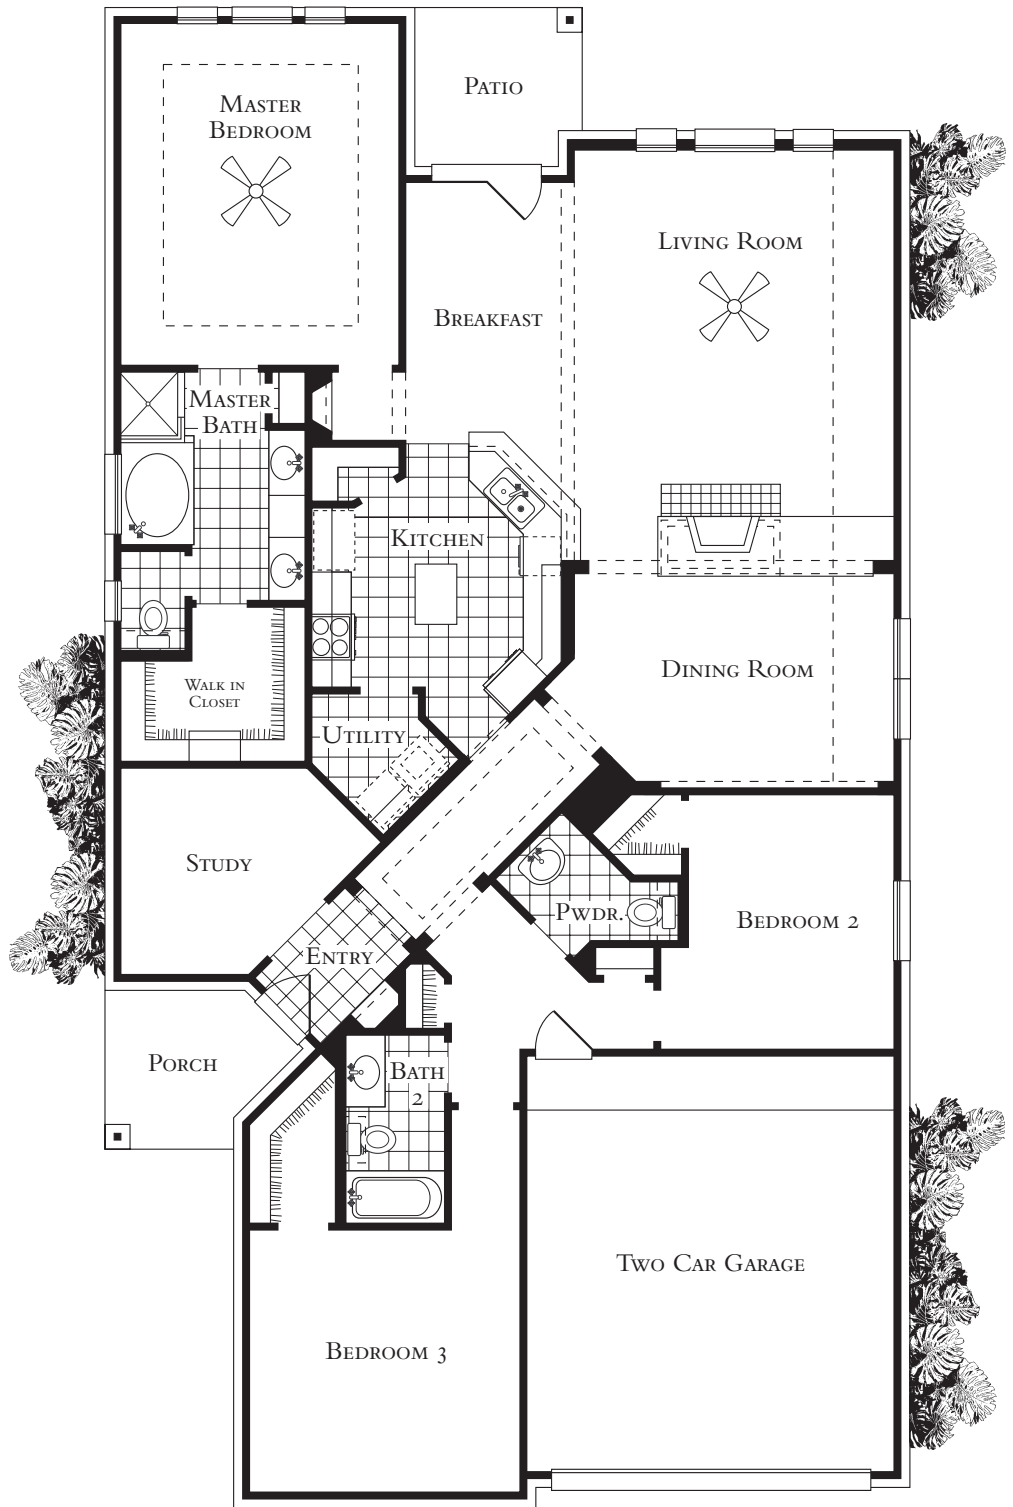 Patio
Master
Bedroom
Living Room
Breakfast
Master
Bath
Kitchen
Dining Room
Walk in
Closet
Utility
Study
Pwdr.
Bedroom 2
Entry
Porch
Bath
2
Two Car Garage
Bedroom 3